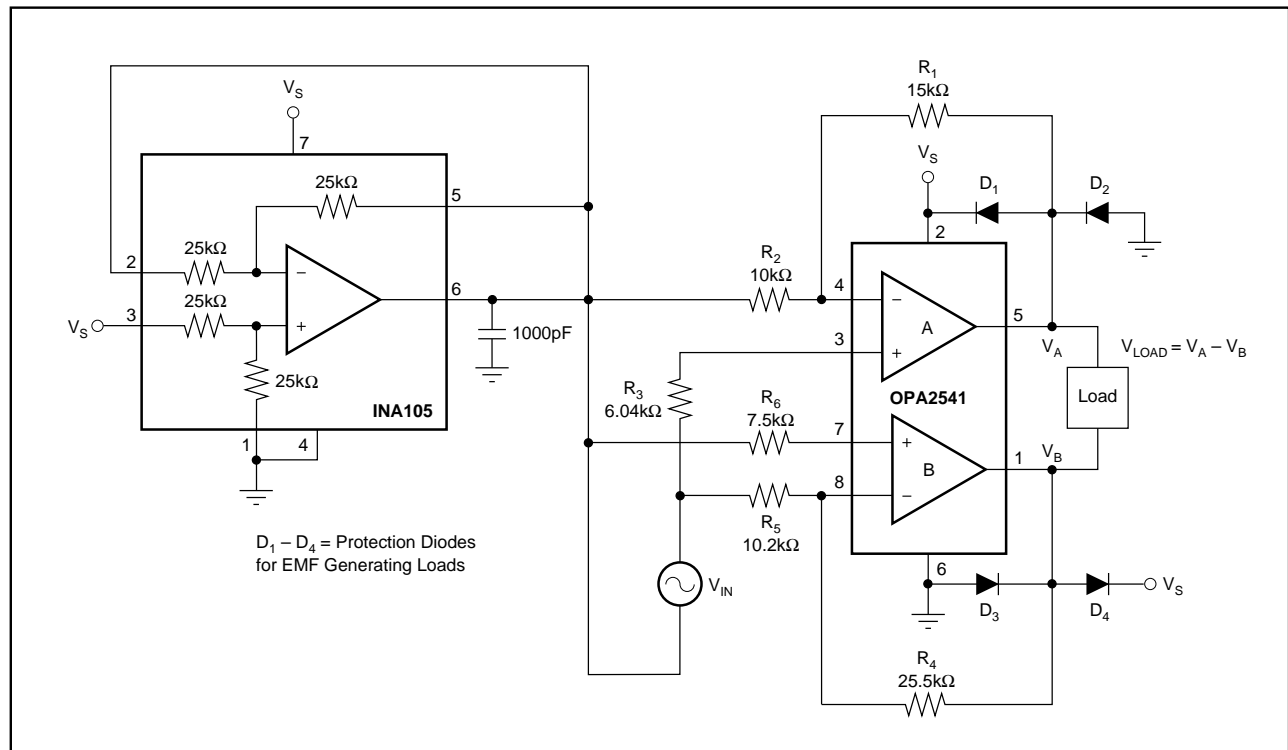 V_S
7
25kΩ
5
2
25kΩ
−
6
V_S
3
25kΩ
+
25kΩ
INA105
1
4
1000pF
D_1 – D_4 = Protection Diodes
for EMF Generating Loads
R_1
15kΩ
V_S
D_1
D_2
2
R_2
10kΩ
4
−
A
5
3
+
V_A
V_LOAD = V_A – V_B
R_3
6.04kΩ
OPA2541
Load
R_6
7.5kΩ
7
+
B
1
V_B
8
−
R_5
10.2kΩ
6
V_IN
D_3
D_4
V_S
R_4
25.5kΩ